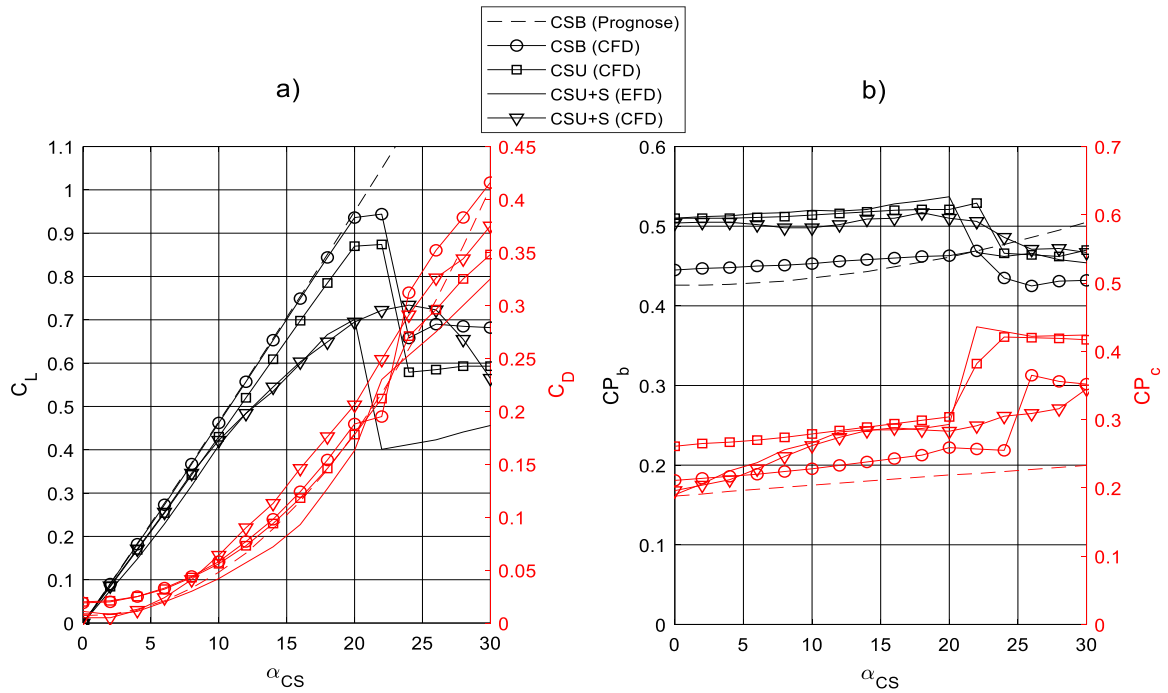 CSB (Prognose)
CSB (CFD)
CSU (CFD)
CSU+S (EFD)
CSU+S (CFD)
a)
b)
1.1
1
0.9
0.8
0.7
0.6
0.5
0.4
0.3
0.2
0.1
0
C_L
0.45
0.4
0.35
0.3
0.25
0.2
0.15
0.1
0.05
0
C_D
0 5 10 15 20 25 30
α_CS
0.6
0.5
0.4
0.3
0.2
0.1
0
CP_b
0.7
0.6
0.5
0.4
0.3
0.2
0.1
0
CP_c
0 5 10 15 20 25 30
α_CS